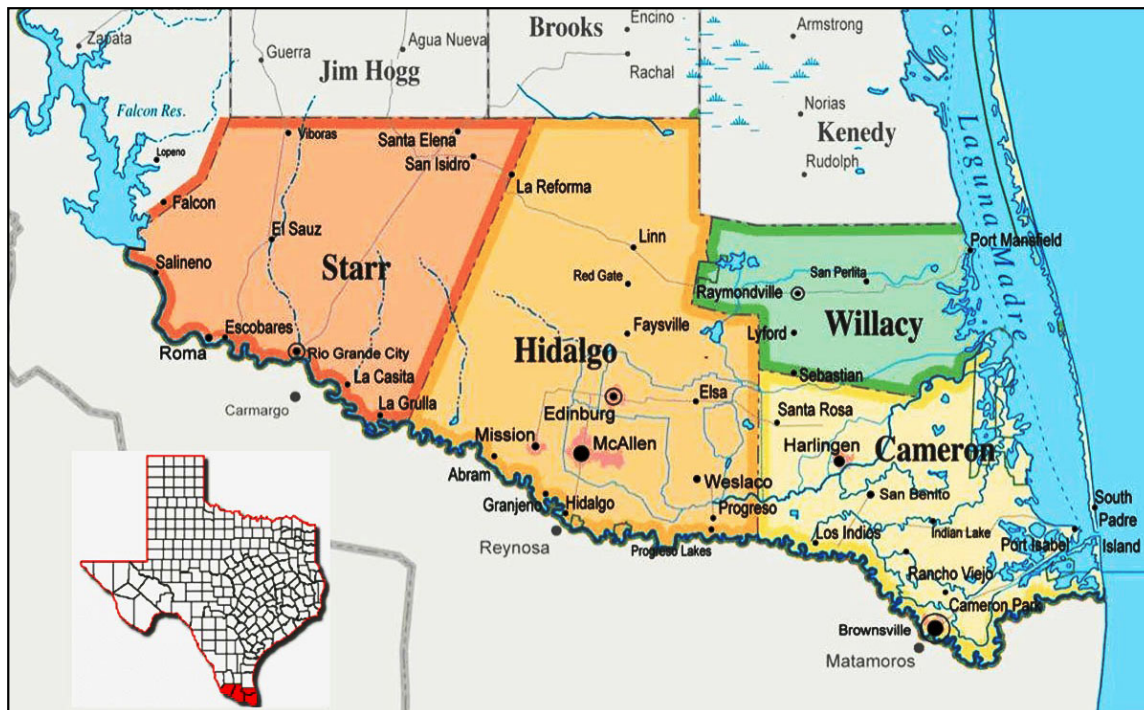 Zapata
Guerra
Agua Nueva
Jim Hogg
Brooks
Encino
Rachal
Armstrong
Norias
Kenedy
Rudolph
Falcon Res.
Lopeno
Falcon
Viboras
Santa Elena
San Isidro
La Reforma
El Sauz
Starr
Salineno
Escobares
Roma
Rio Grande City
La Casita
La Grulla
Carmargo
Linn
Red Gate
Faysville
Hidalgo
Edinburg
Elsa
Mission
McAllen
Abram
Weslaco
Granjeno
Hidalgo
Progreso
Reynosa
Progreso Lakes
Port Mansfield
San Perlita
Raymondville
Willacy
Lyford
Sebastian
Santa Rosa
Harlingen
Cameron
San Benito
Los Indios
Indian Lake
Port Isabel
South
Padre
Island
Rancho Viejo
Cameron Park
Brownsville
Matamoros
Laguna Madre